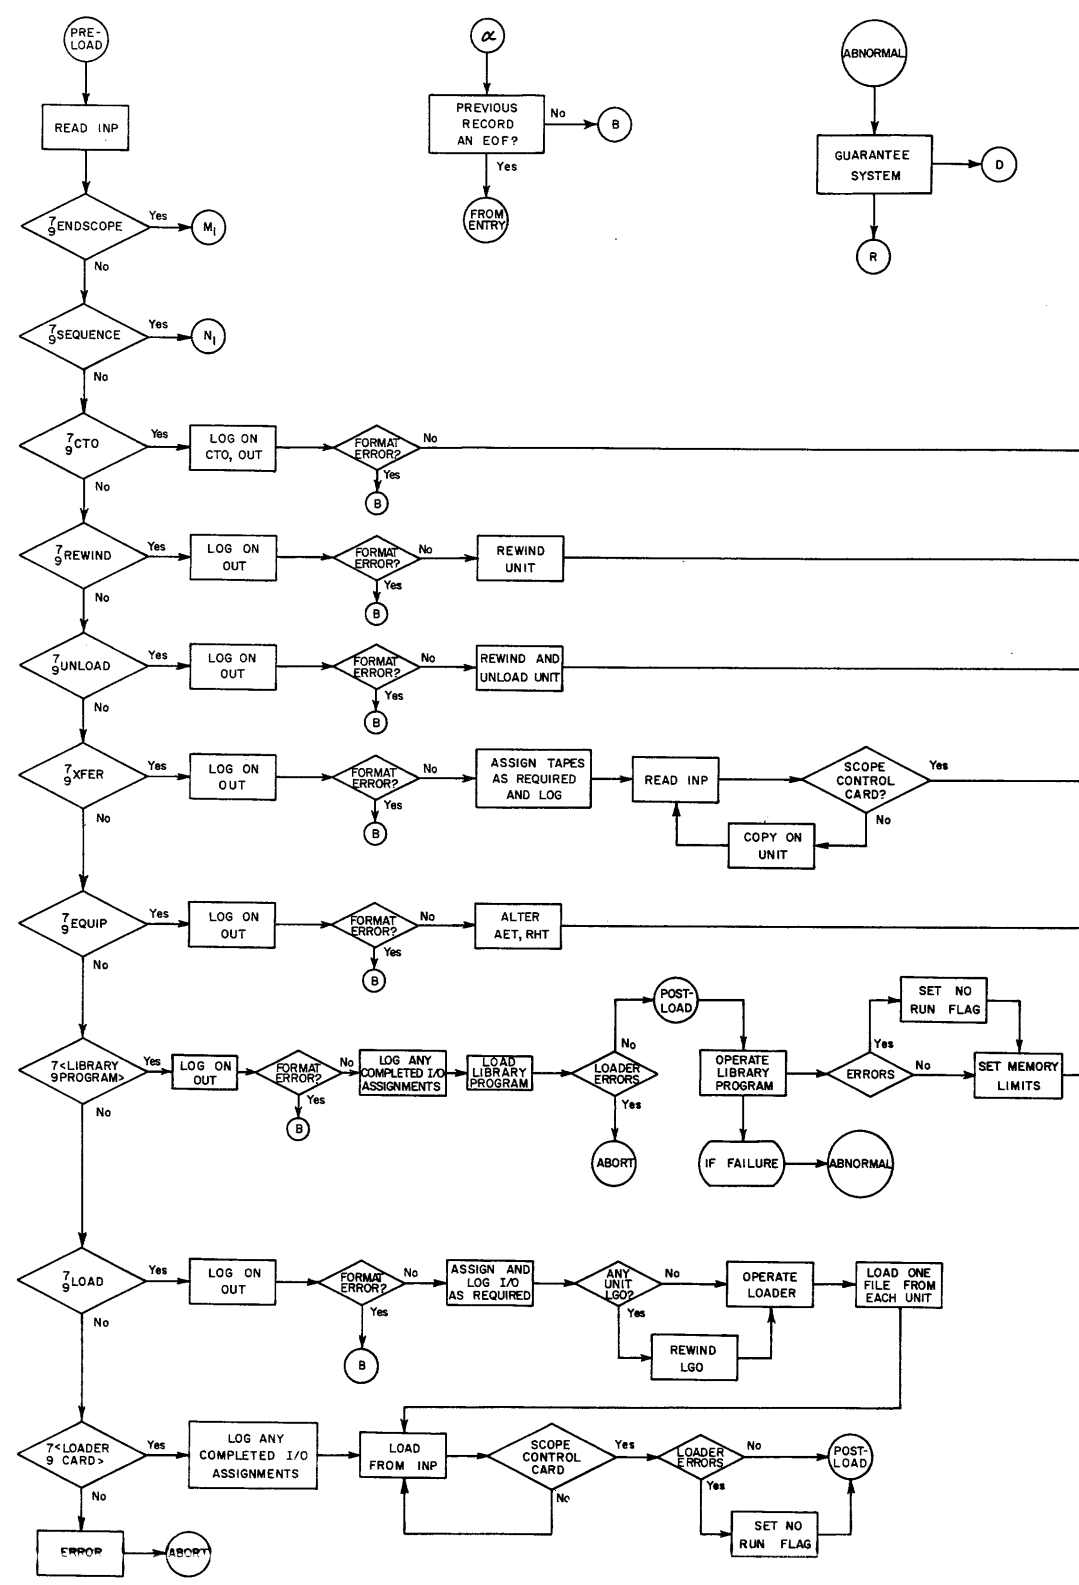 PRE-
LOAD
READ INP
7
9ENDSCOPE
Yes
M1
No
7
9SEQUENCE
Yes
N1
No
7
9CTO
Yes
LOG ON
CTO, OUT
FORMAT
ERROR?
No
Yes
B
No
7
9REWIND
Yes
LOG ON
OUT
FORMAT
ERROR?
No
REWIND
UNIT
Yes
B
No
7
9UNLOAD
Yes
LOG ON
OUT
FORMAT
ERROR?
No
REWIND AND
UNLOAD UNIT
Yes
B
No
7
9XFER
Yes
LOG ON
OUT
FORMAT
ERROR?
No
ASSIGN TAPES
AS REQUIRED
AND LOG
READ INP
SCOPE
CONTROL
CARD?
Yes
No
COPY ON
UNIT
Yes
B
No
7
9EQUIP
Yes
LOG ON
OUT
FORMAT
ERROR?
No
ALTER
AET, RHT
Yes
B
No
7<LIBRARY
9PROGRAM>
Yes
LOG ON
OUT
FORMAT
ERROR?
No
LOG ANY
COMPLETED I/O
ASSIGNMENTS
LOAD
LIBRARY
PROGRAM
LOADER
ERRORS
No
POST-
LOAD
OPERATE
LIBRARY
PROGRAM
ERRORS
Yes
SET NO
RUN FLAG
No
SET MEMORY
LIMITS
Yes
B
Yes
ABORT
IF FAILURE
ABNORMAL
No
7
9LOAD
Yes
LOG ON
OUT
FORMAT
ERROR?
No
ASSIGN AND
LOG I/O
AS REQUIRED
ANY
UNIT
LGO?
No
OPERATE
LOADER
LOAD ONE
FILE FROM
EACH UNIT
Yes
REWIND
LGO
Yes
B
No
7<LOADER
9 CARD>
Yes
LOG ANY
COMPLETED I/O
ASSIGNMENTS
LOAD
FROM INP
SCOPE
CONTROL
CARD
Yes
No
LOADER
ERRORS
No
POST-
LOAD
Yes
SET NO
RUN FLAG
No
ERROR
ABORT
α
PREVIOUS
RECORD
AN EOF?
No
B
Yes
FROM
ENTRY
ABNORMAL
GUARANTEE
SYSTEM
D
R